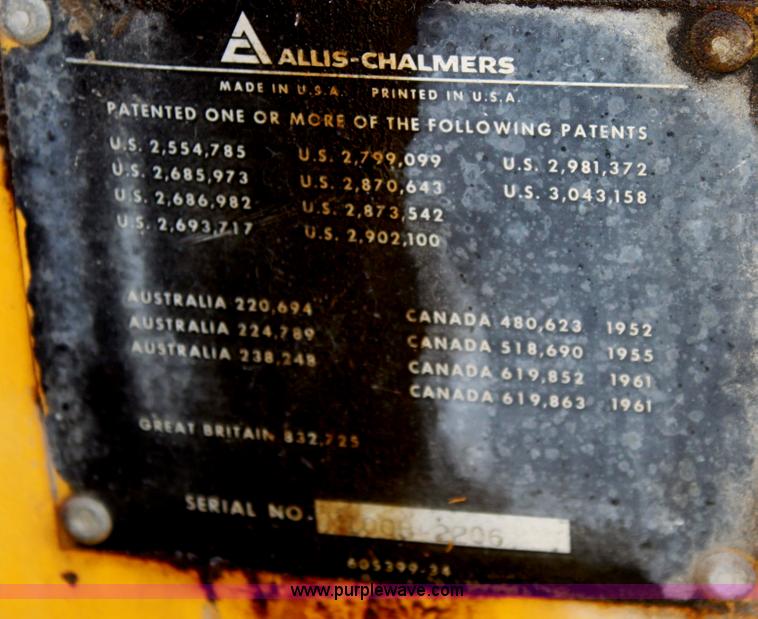 ALLIS-CHALMERS
MADE IN U.S.A. PRINTED IN U.S.A.
PATENTED ONE OR MORE OF THE FOLLOWING PATENTS
U.S. 2,554,785 U.S. 2,799,099 U.S. 2,981,372
U.S. 2,685,973 U.S. 2,870,643 U.S. 3,043,158
U.S. 2,686,982 U.S. 2,873,542
U.S. 2,693,717 U.S. 2,902,100
AUSTRALIA 220,694 CANADA 480,623 1952
AUSTRALIA 224,789 CANADA 518,690 1955
AUSTRALIA 238,248 CANADA 619,852 1961
CANADA 619,863 1961
GREAT BRITAIN 832,725
SERIAL NO.
605399-24
www.purplewave.com